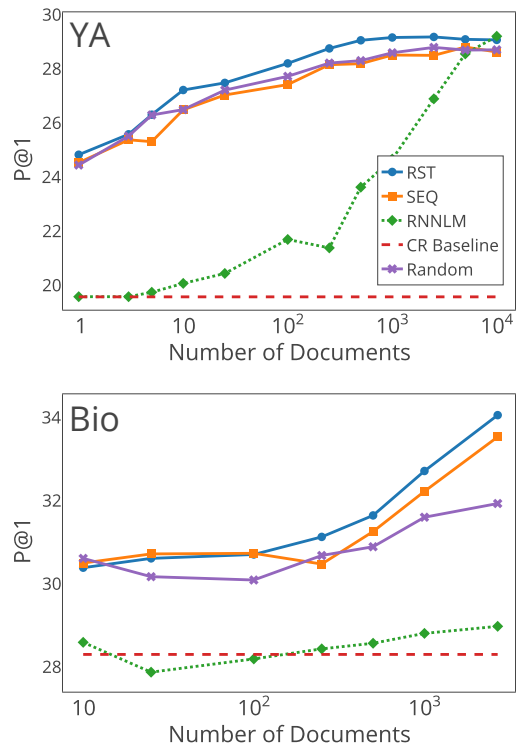 YA
30
28
26
24
22
20
P@1
RST
SEQ
RNNLM
CR Baseline
Random
1 10 10² 10³ 10⁴
Number of Documents
Bio
34
32
30
28
P@1
10 10² 10³
Number of Documents